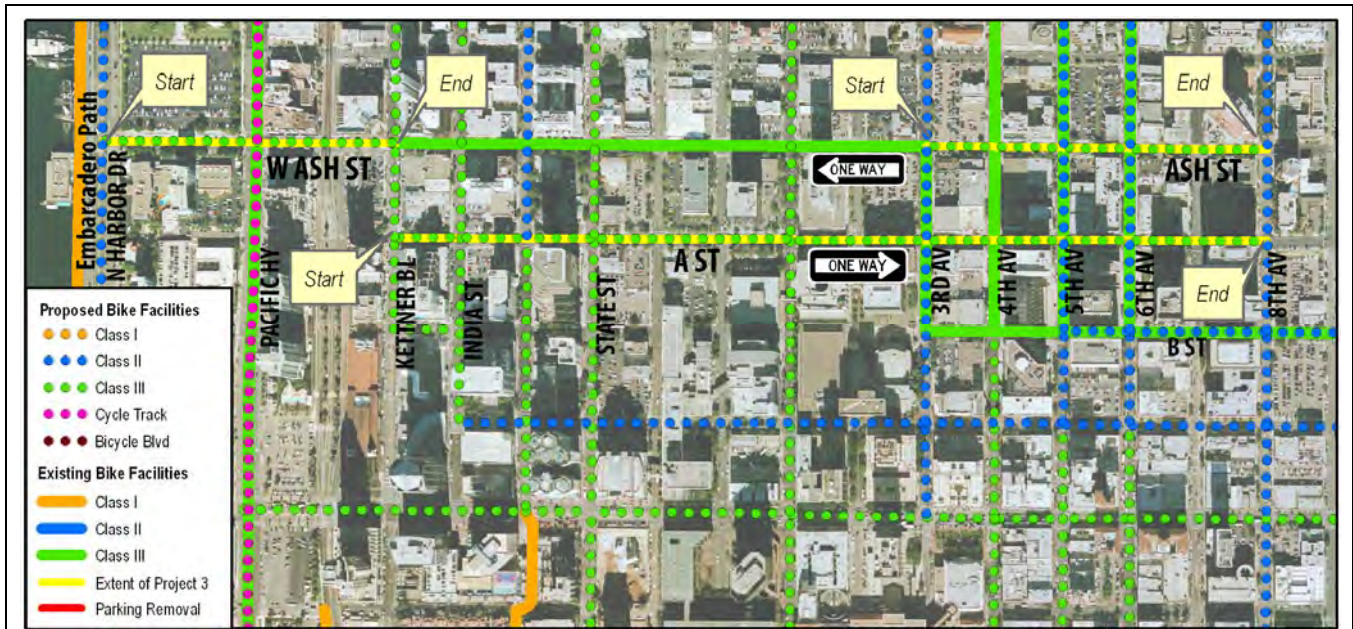 Start
End
Start
End
Embarcadero Path
N HARBOR DR
W ASH ST
ONE WAY
ASH ST
PACIFIC HY
Start
KETTNER BL
INDIA ST
STATE ST
A ST
ONE WAY
3RD AV
4TH AV
5TH AV
6TH AV
End
8TH AV
B ST
Proposed Bike Facilities
Class I
Class II
Class III
Cycle Track
Bicycle Blvd
Existing Bike Facilities
Class I
Class II
Class III
Extent of Project 3
Parking Removal